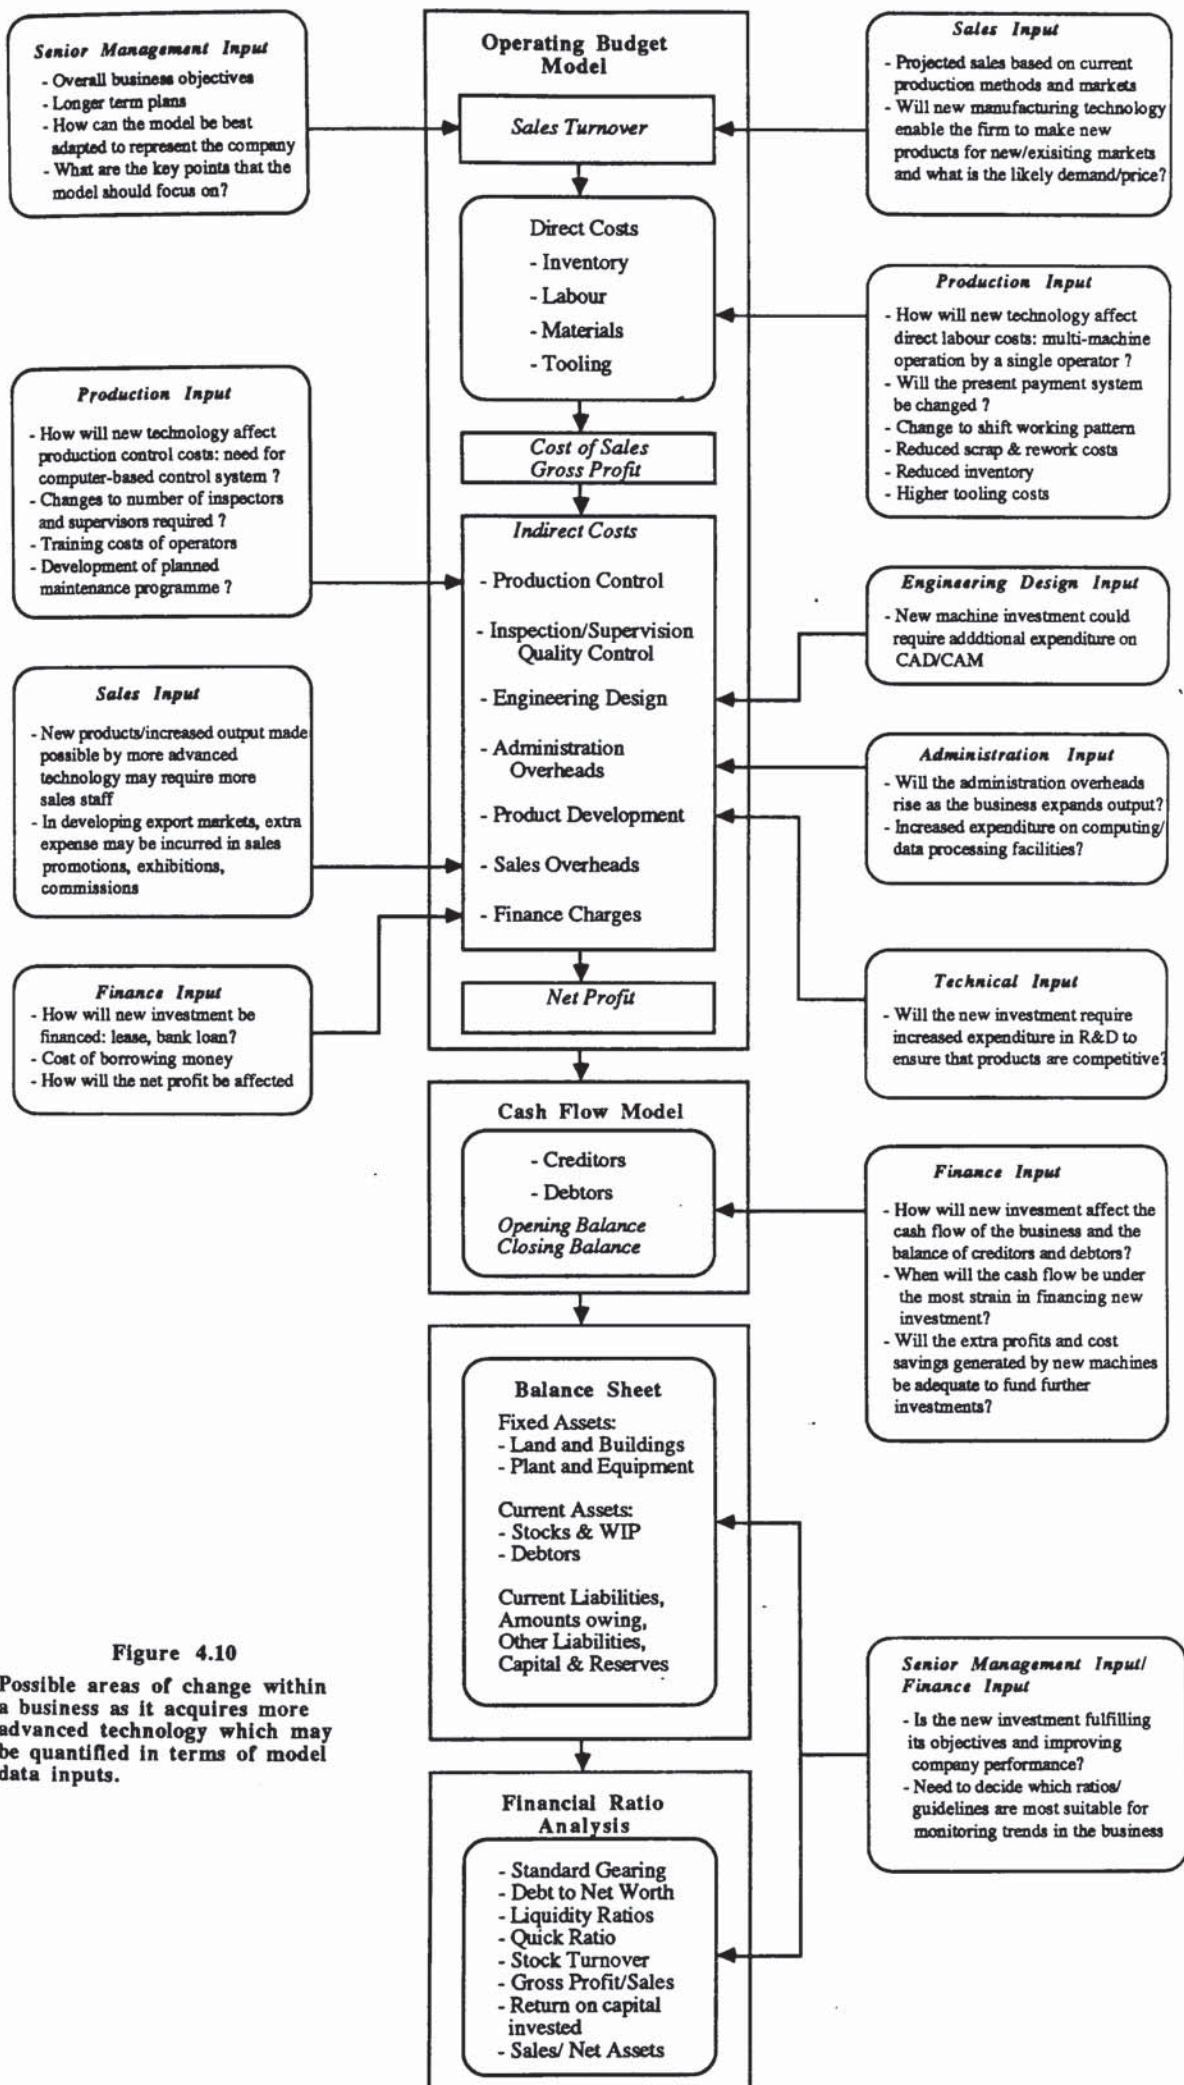 Senior Management Input
- Overall business objectives
- Longer term plans
- How can the model be best
adapted to represent the company
- What are the key points that the
model should focus on?
Operating Budget
Model
Sales Turnover
Direct Costs
- Inventory
- Labour
- Materials
- Tooling
Cost of Sales
Gross Profit
Indirect Costs
- Production Control
- Inspection/Supervision
Quality Control
- Engineering Design
- Administration
Overheads
- Product Development
- Sales Overheads
- Finance Charges
Net Profit
Sales Input
- Projected sales based on current
production methods and markets
- Will new manufacturing technology
enable the firm to make new
products for new/exisiting markets
and what is the likely demand/price?
Production Input
- How will new technology affect
direct labour costs: multi-machine
operation by a single operator ?
- Will the present payment system
be changed ?
- Change to shift working pattern
- Reduced scrap & rework costs
- Reduced inventory
- Higher tooling costs
Production Input
- How will new technology affect
production control costs: need for
computer-based control system ?
- Changes to number of inspectors
and supervisors required ?
- Training costs of operators
- Development of planned
maintenance programme ?
Engineering Design Input
- New machine investment could
require adddtional expenditure on
CAD/CAM
Sales Input
- New products/increased output made
possible by more advanced
technology may require more
sales staff
- In developing export markets, extra
expense may be incurred in sales
promotions, exhibitions,
commissions
Administration Input
- Will the administration overheads
rise as the business expands output?
- Increased expenditure on computing/
data processing facilities?
Finance Input
- How will new investment be
financed: lease, bank loan?
- Cost of borrowing money
- How will the net profit be affected
Technical Input
- Will the new investment require
increased expenditure in R&D to
ensure that products are competitive?
Cash Flow Model
- Creditors
- Debtors
Opening Balance
Closing Balance
Finance Input
- How will new invesment affect the
cash flow of the business and the
balance of creditors and debtors?
- When will the cash flow be under
the most strain in financing new
investment?
- Will the extra profits and cost
savings generated by new machines
be adequate to fund further
investments?
Balance Sheet
Fixed Assets:
- Land and Buildings
- Plant and Equipment
Current Assets:
- Stocks & WIP
- Debtors
Current Liabilities,
Amounts owing,
Other Liabilities,
Capital & Reserves
Figure 4.10
Possible areas of change within
a business as it acquires more
advanced technology which may
be quantified in terms of model
data inputs.
Senior Management Input/
Finance Input
- Is the new investment fulfilling
its objectives and improving
company performance?
- Need to decide which ratios/
guidelines are most suitable for
monitoring trends in the business
Financial Ratio
Analysis
- Standard Gearing
- Debt to Net Worth
- Liquidity Ratios
- Quick Ratio
- Stock Turnover
- Gross Profit/Sales
- Return on capital
invested
- Sales/ Net Assets